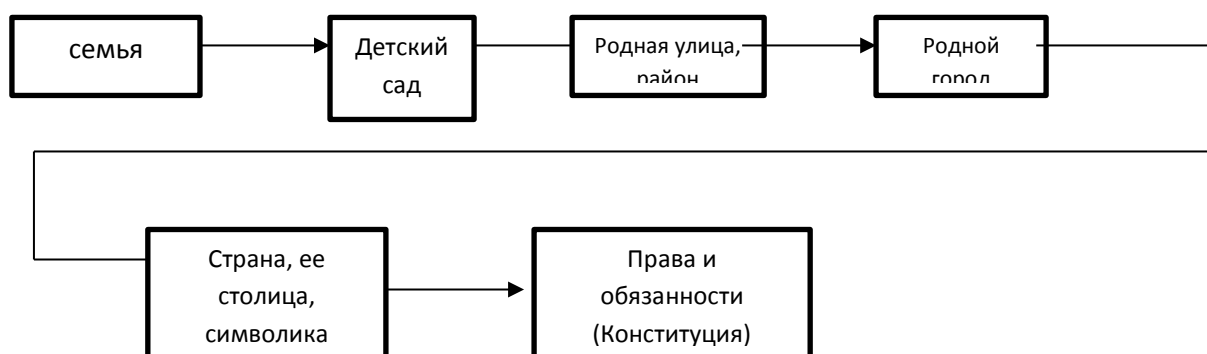 семья
Детский
сад
Родная улица,
район
Родной
город
Страна, ее
столица,
символика
Права и
обязанности
(Конституция)